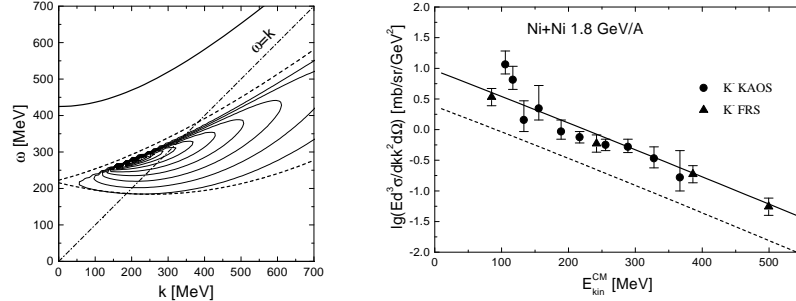 700
600
500
400
300
200
100
0
ω [MeV]
0 100 200 300 400 500 600 700
k [MeV]
ω=k
Ni+Ni 1.8 GeV/A
K⁻ KAOS
K⁻ FRS
2.0
1.5
1.0
0.5
0.0
-0.5
-1.0
-1.5
-2.0
lg(Ed³σ/dkk²dΩ) [mb/sr/GeV²]
0 100 200 300 400 500
E_kin^CM [MeV]